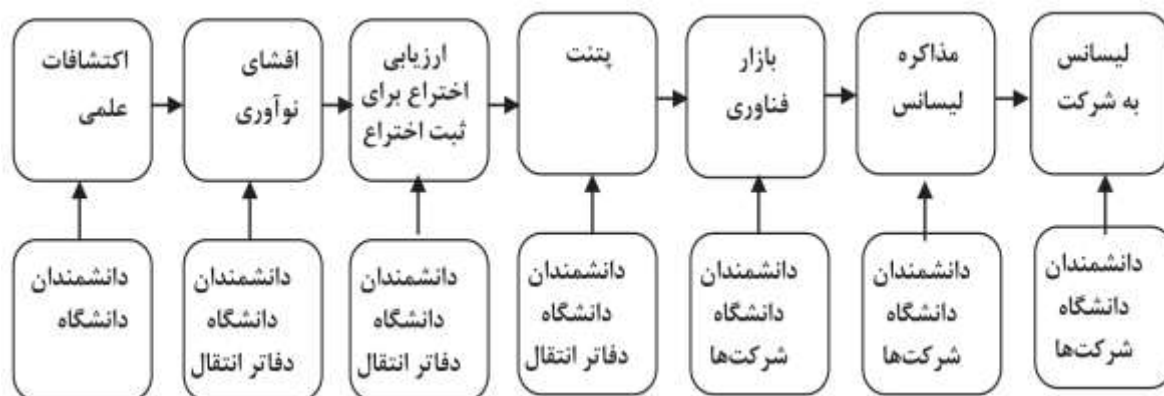 اکتشافات
علمی
افشای
نوآوری
ارزیابی
اختراع برای
ثبت اختراع
پتنت
بازار
فناوری
مذاکره
لیسانس
لیسانس
به شرکت
دانشمندان
دانشگاه
دانشمندان
دانشگاه
دفاتر انتقال
دانشمندان
دانشگاه
دفاتر انتقال
دانشمندان
دانشگاه
دفاتر انتقال
دانشمندان
دانشگاه
شرکت‌ها
دانشمندان
دانشگاه
شرکت‌ها
دانشمندان
دانشگاه
شرکت‌ها